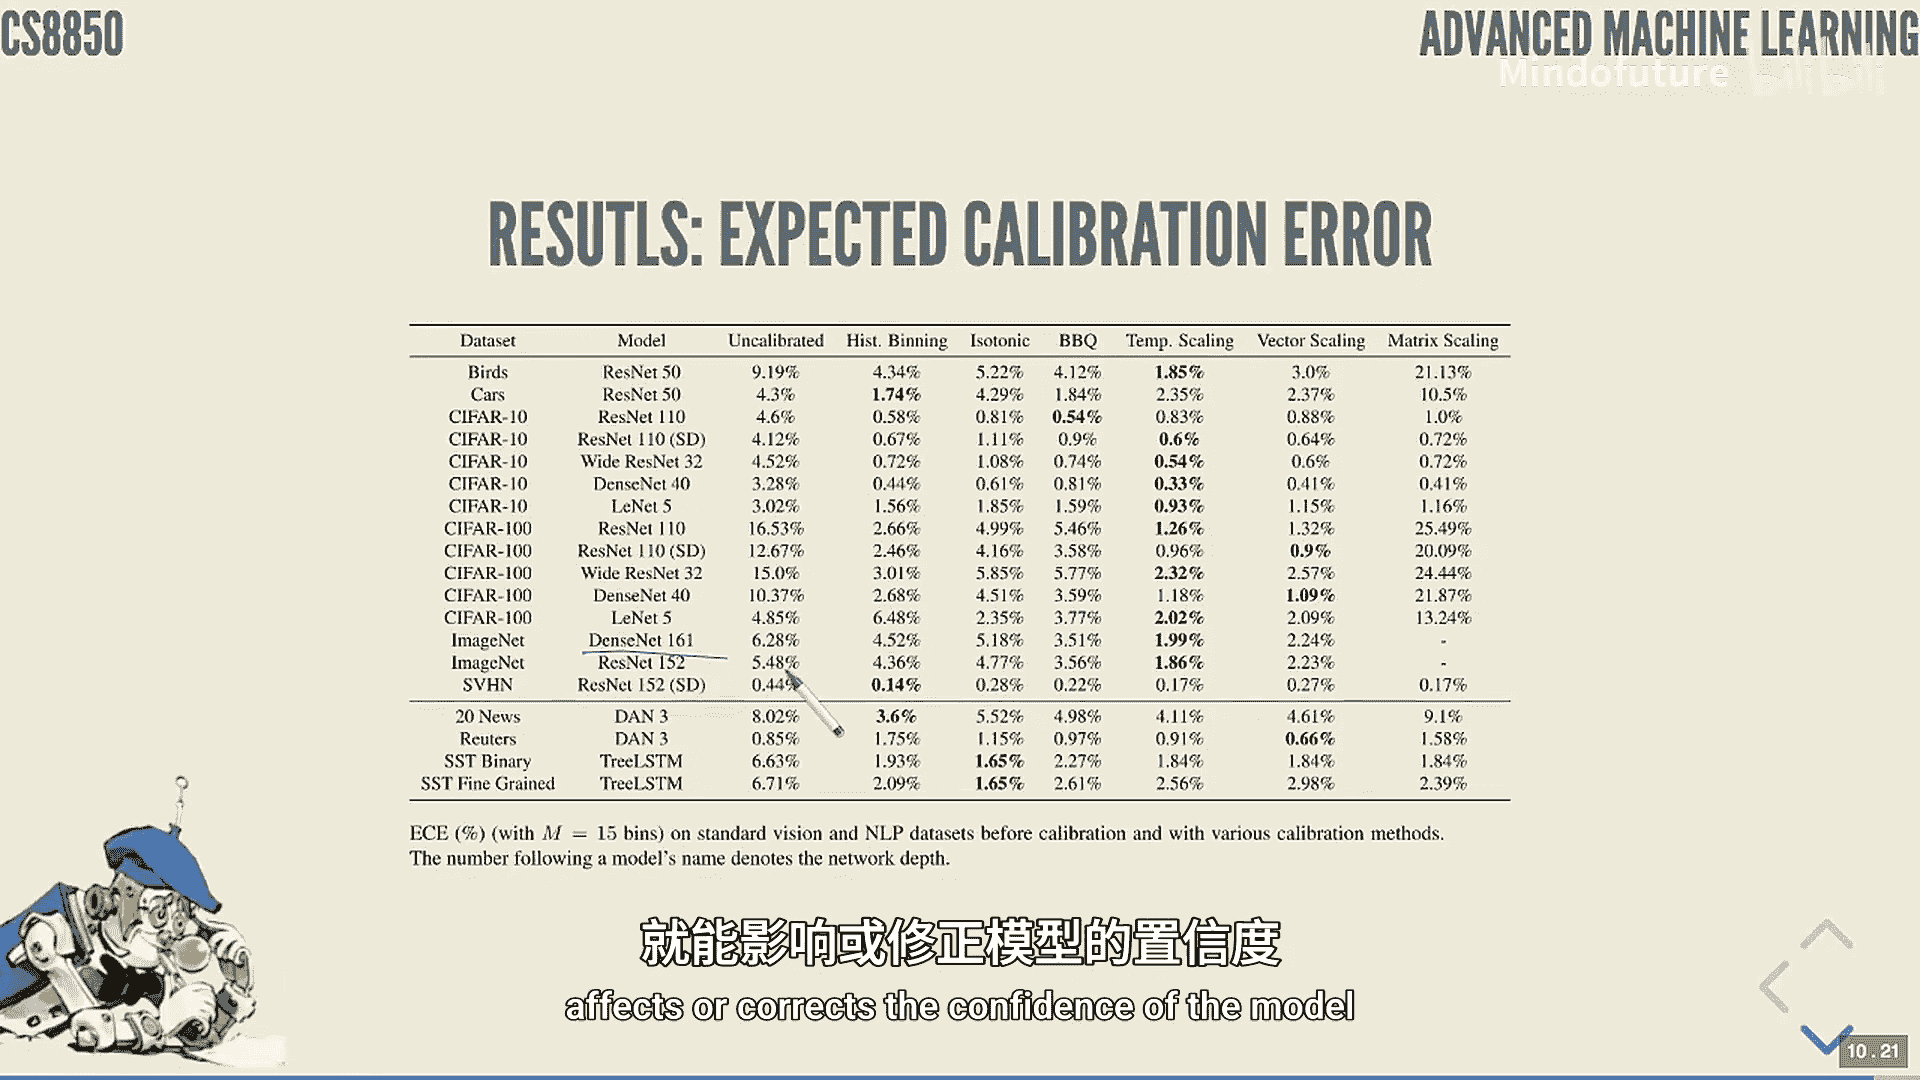 CS8850
ADVANCED MACHINE LEARNING
Mindofuture
RESUTLS: EXPECTED CALIBRATION ERROR
Dataset Model Uncalibrated Hist. Binning Isotonic BBQ Temp. Scaling Vector Scaling Matrix Scaling
Birds ResNet 50 9.19% 4.34% 5.22% 4.12% 1.85% 3.0% 21.13%
Cars ResNet 50 4.3% 1.74% 4.29% 1.84% 2.35% 2.37% 10.5%
CIFAR-10 ResNet 110 4.6% 0.58% 0.81% 0.54% 0.83% 0.88% 1.0%
CIFAR-10 ResNet 110 (SD) 4.12% 0.67% 1.11% 0.9% 0.6% 0.64% 0.72%
CIFAR-10 Wide ResNet 32 4.52% 0.72% 1.08% 0.74% 0.54% 0.6% 0.72%
CIFAR-10 DenseNet 40 3.28% 0.44% 0.61% 0.81% 0.33% 0.41% 0.41%
CIFAR-10 LeNet 5 3.02% 1.56% 1.85% 1.59% 0.93% 1.15% 1.16%
CIFAR-100 ResNet 110 16.53% 2.66% 4.99% 5.46% 1.26% 1.32% 25.49%
CIFAR-100 ResNet 110 (SD) 12.67% 2.46% 4.16% 3.58% 0.96% 0.9% 20.09%
CIFAR-100 Wide ResNet 32 15.0% 3.01% 5.85% 5.77% 2.32% 2.57% 24.44%
CIFAR-100 DenseNet 40 10.37% 2.68% 4.51% 3.59% 1.18% 1.09% 21.87%
CIFAR-100 LeNet 5 4.85% 6.48% 2.35% 3.77% 2.02% 2.09% 13.24%
ImageNet DenseNet 161 6.28% 4.52% 5.18% 3.51% 1.99% 2.24% -
ImageNet ResNet 152 5.48% 4.36% 4.77% 3.56% 1.86% 2.23% -
SVHN ResNet 152 (SD) 0.44% 0.14% 0.28% 0.22% 0.17% 0.27% 0.17%
20 News DAN 3 8.02% 3.6% 5.52% 4.98% 4.11% 4.61% 9.1%
Reuters DAN 3 0.85% 1.75% 1.15% 0.97% 0.91% 0.66% 1.58%
SST Binary TreeLSTM 6.63% 1.93% 1.65% 2.27% 1.84% 1.84% 1.84%
SST Fine Grained TreeLSTM 6.71% 2.09% 1.65% 2.61% 2.56% 2.98% 2.39%
ECE (%) (with M = 15 bins) on standard vision and NLP datasets before calibration and with various calibration methods.
The number following a model's name denotes the network depth.
就能影响或修正模型的置信度
affects or corrects the confidence of the model
10.21